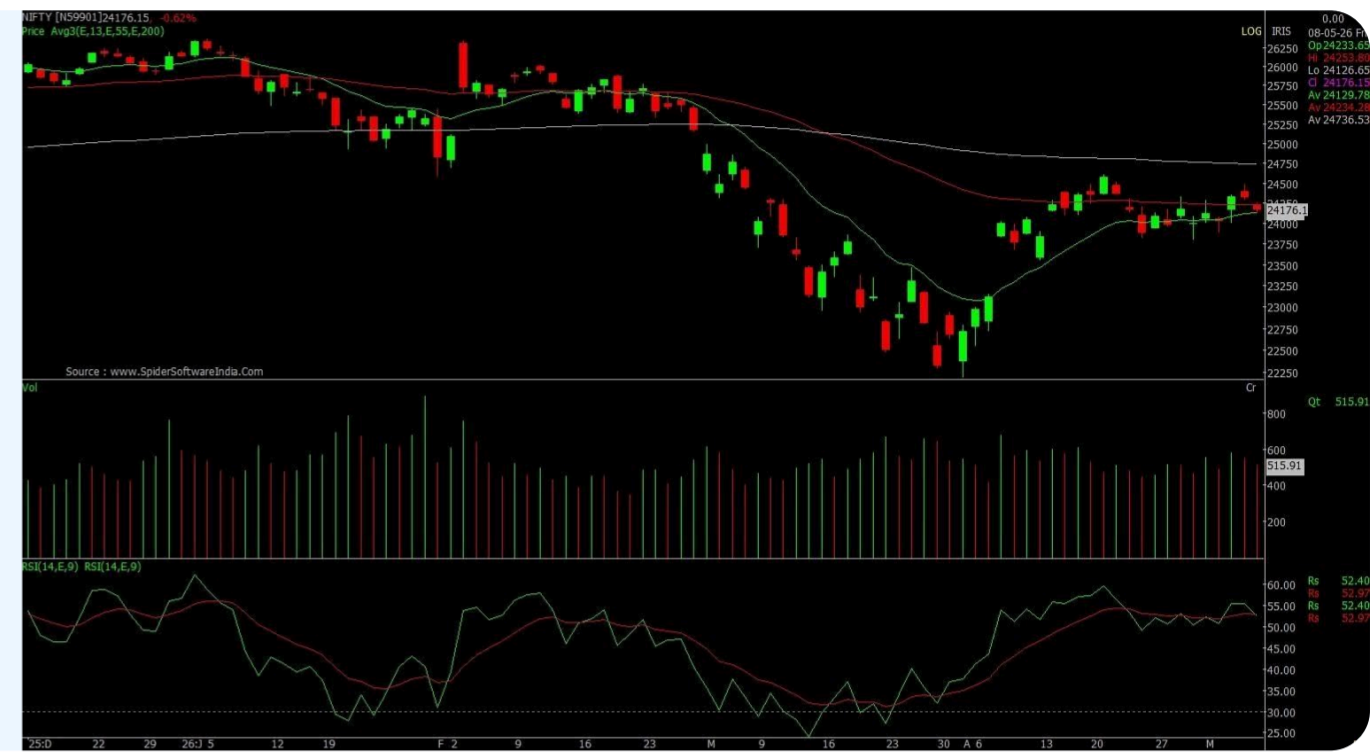 NIFTY [N59901]24176.15, -0.62%
Price Avg3(E,13,E,55,E,200)
LOG
IRIS
0.00
08-05-26 Fri
Op 24233.65
Hi 24253.80
Lo 24126.65
Cl 24176.15
Av 24129.78
Av 24234.28
Av 24736.53
26250
26000
25750
25500
25250
25000
24750
24500
24176.1
24000
23750
23500
23250
23000
22750
22500
22250
Source : www.SpiderSoftwareIndia.Com
Vol
Cr
Qt 515.91
800
600
515.91
400
200
RSI(14,E,9) RSI(14,E,9)
60.00
55.00
50.00
45.00
40.00
35.00
30.00
25.00
Rs 52.40
Rs 52.97
Rs 52.40
Rs 52.97
25:D 22 29 26:J 5 12 19 F 2 9 16 23 M 9 16 23 30 A 6 13 20 27 M